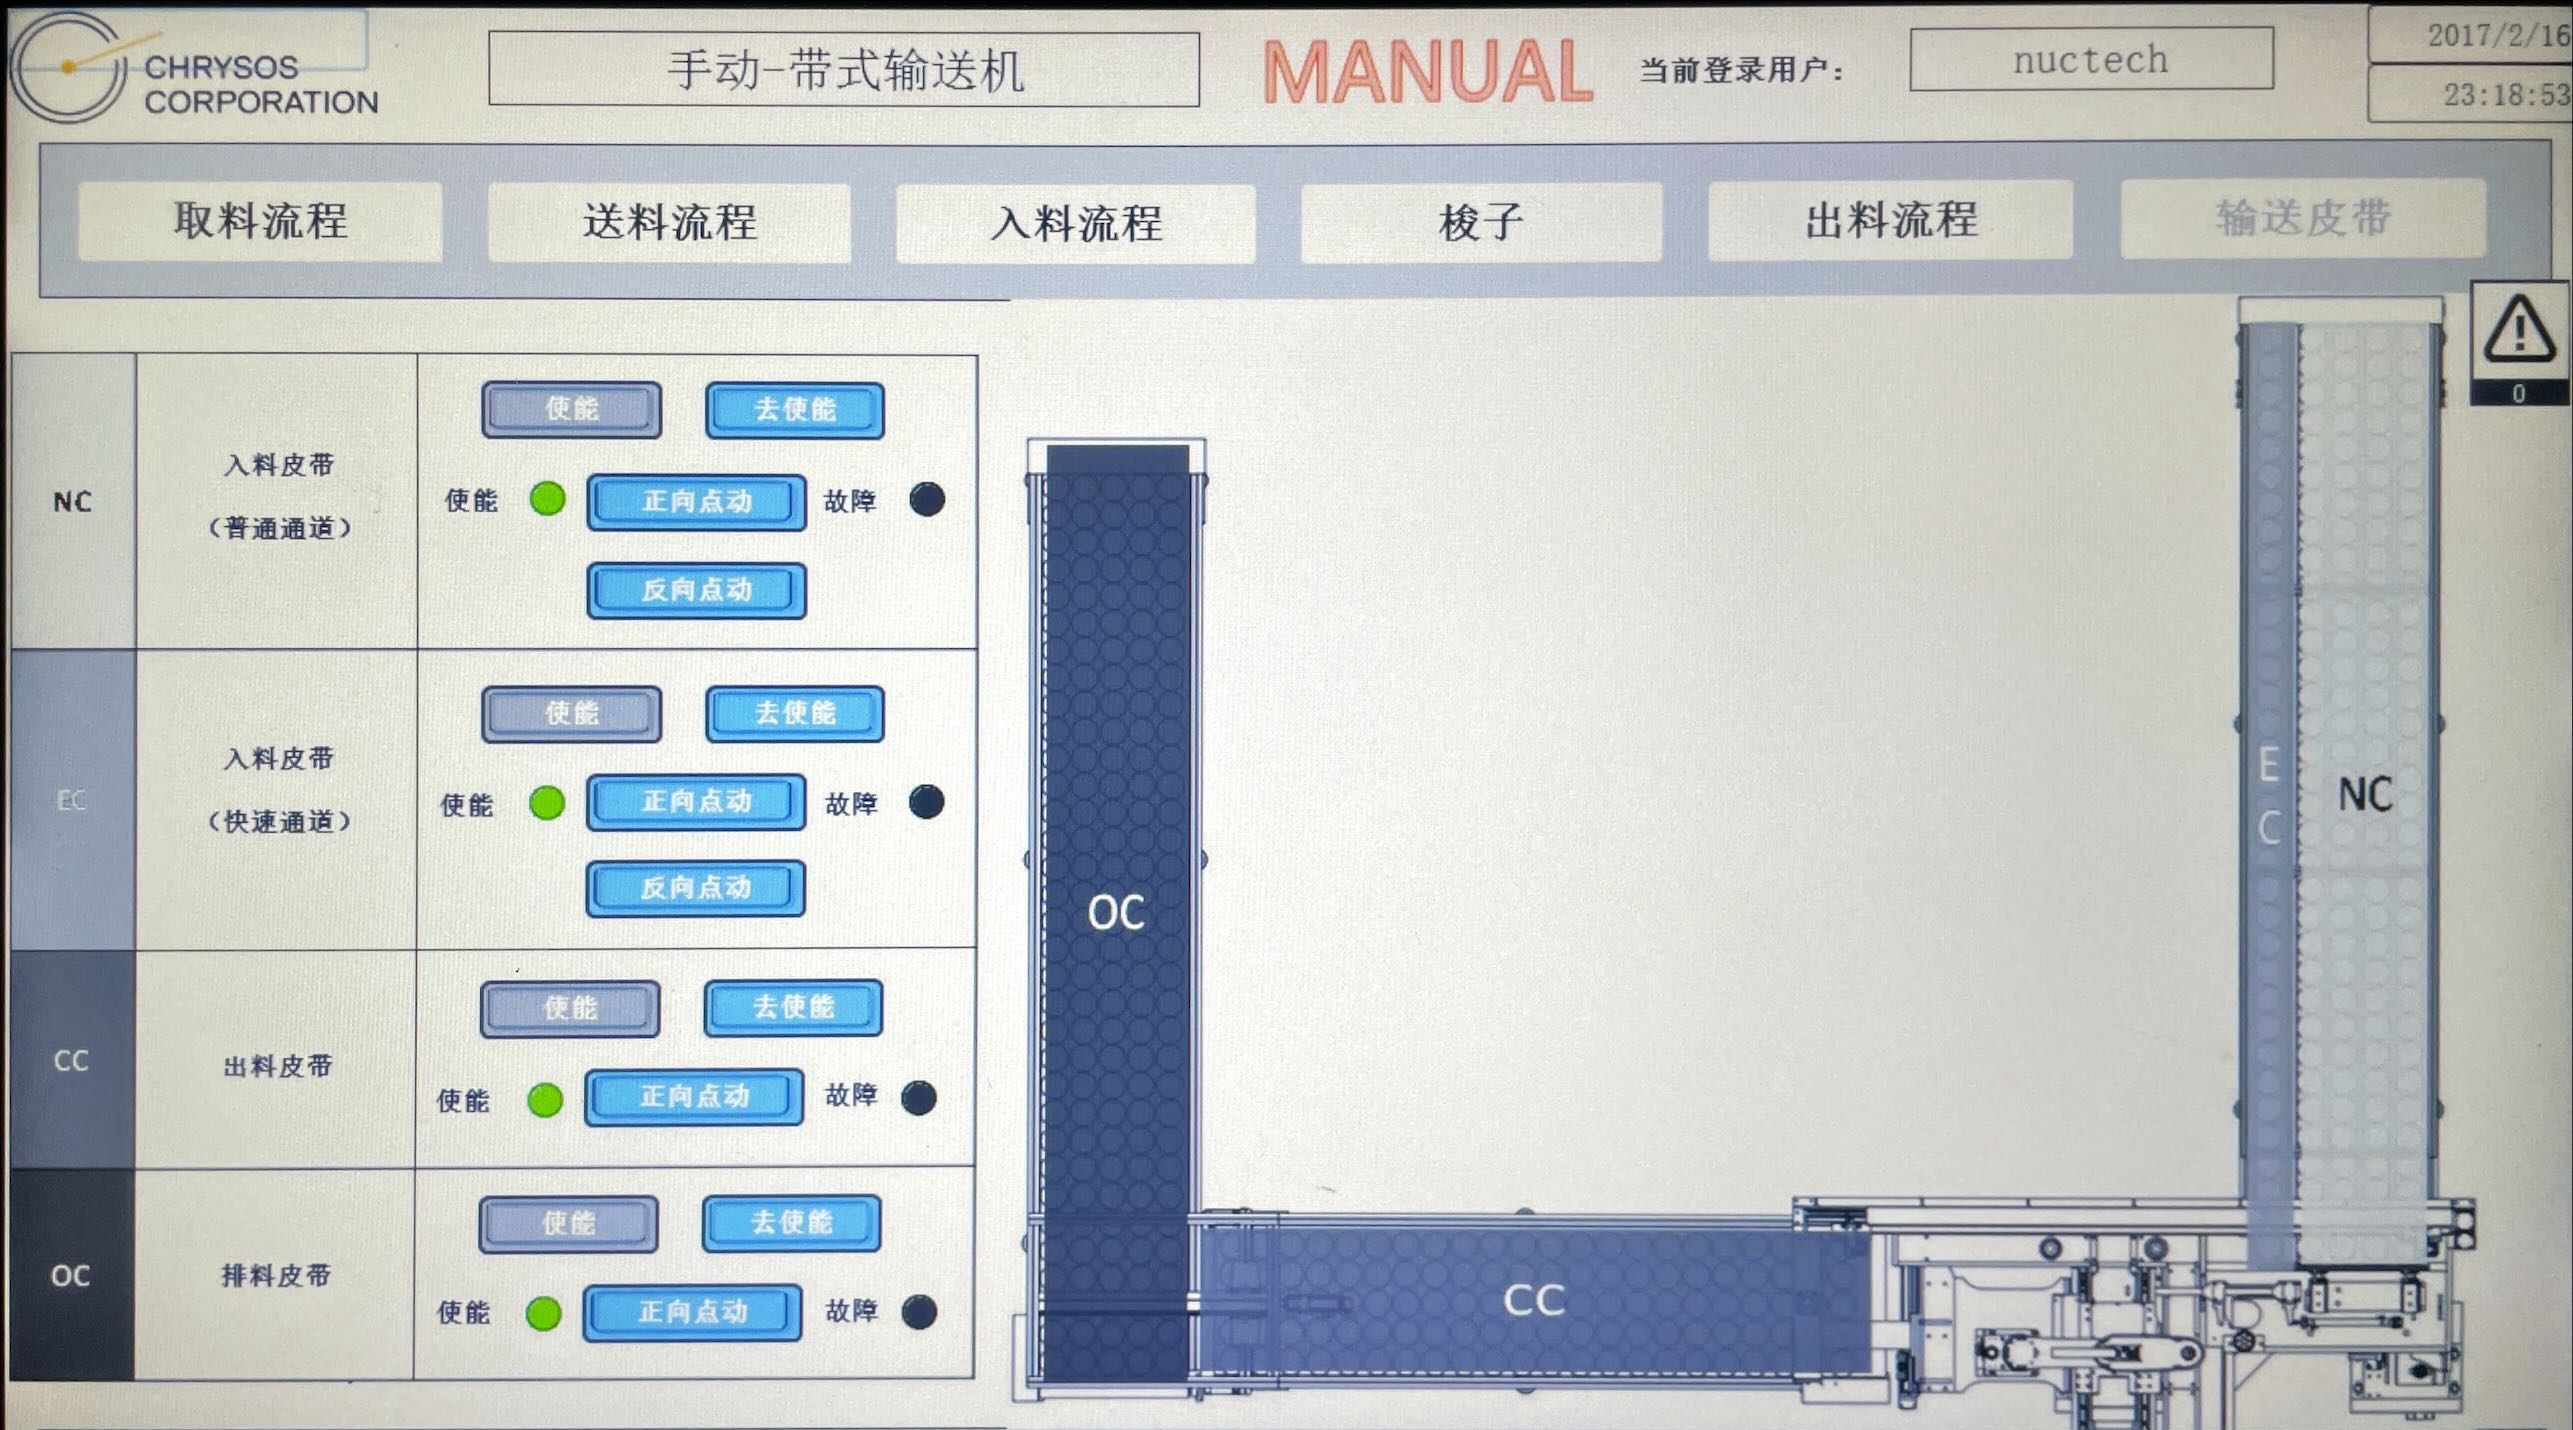 CHRYSOS
CORPORATION
手动-带式输送机
MANUAL
当前登录用户：
nuctech
2017/2/16
23:18:53
取料流程
送料流程
入料流程
梭子
出料流程
输送皮带
0
NC
入料皮带
（普通通道）
使能
去使能
使能
正向点动
故障
反向点动
EC
入料皮带
（快速通道）
使能
去使能
使能
正向点动
故障
反向点动
CC
出料皮带
使能
去使能
使能
正向点动
故障
OC
排料皮带
使能
去使能
使能
正向点动
故障
OC
CC
E
C
NC